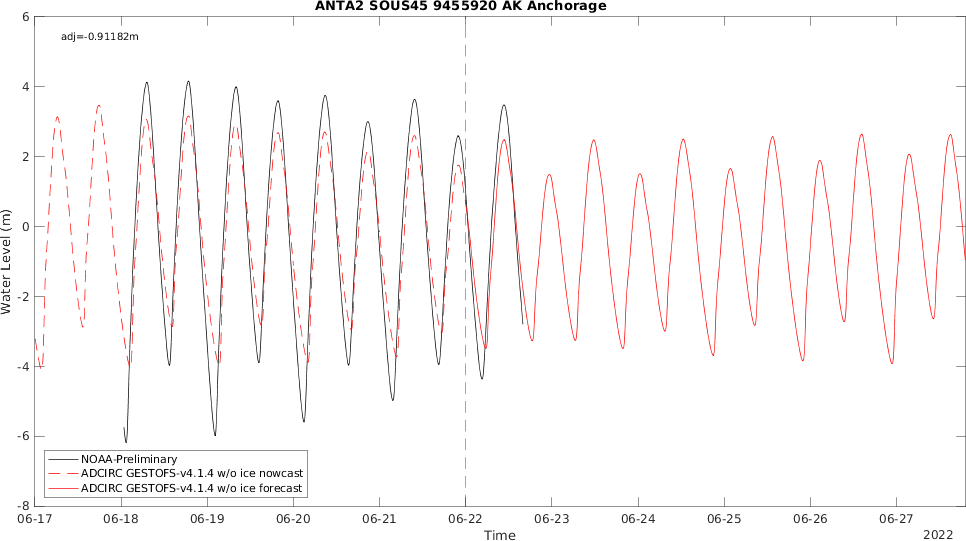 ANTA2 SOUS45 9455920 AK Anchorage
adj=-0.91182m
6
4
2
0
-2
-4
-6
-8
Water Level (m)
NOAA-Preliminary
ADCIRC GESTOFS-v4.1.4 w/o ice nowcast
ADCIRC GESTOFS-v4.1.4 w/o ice forecast
06-17 06-18 06-19 06-20 06-21 06-22 06-23 06-24 06-25 06-26 06-27
Time
2022